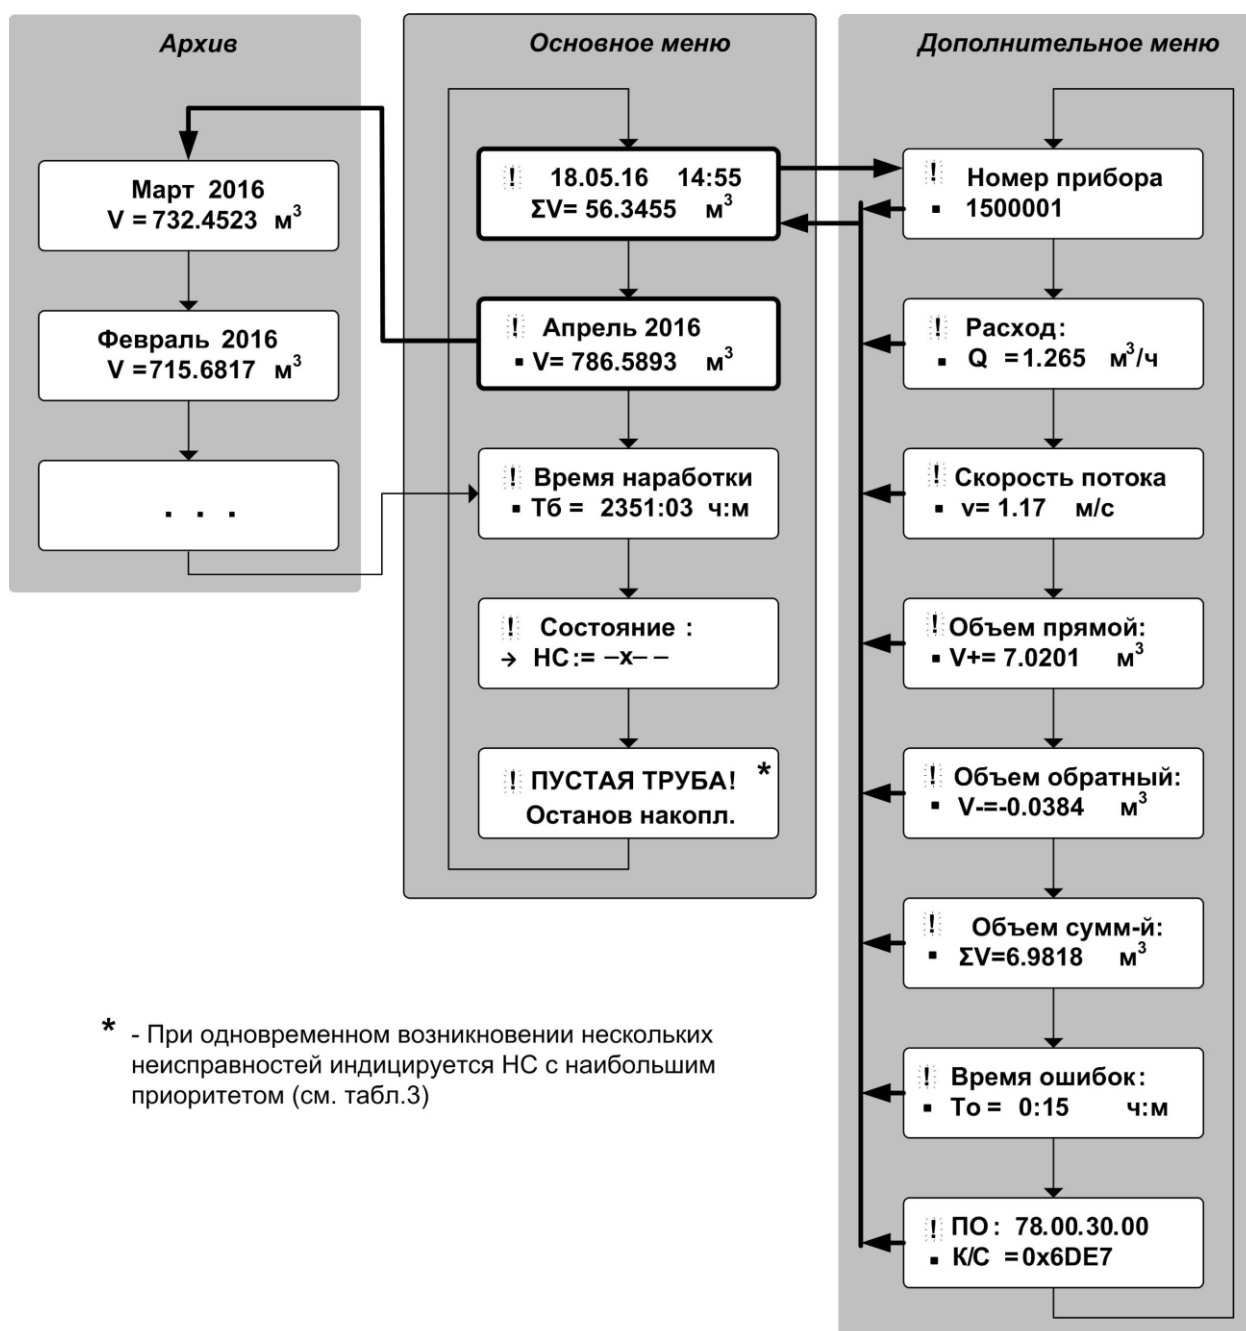 Архив
Март 2016
V = 732.4523 м³
Февраль 2016
V =715.6817 м³
. . .
Основное меню
! 18.05.16 14:55
ΣV= 56.3455 м³
! Апрель 2016
▪ V= 786.5893 м³
! Время наработки
▪ Тб = 2351:03 ч:м
! Состояние :
→ НС:= –x– –
! ПУСТАЯ ТРУБА! *
Останов накопл.
Дополнительное меню
! Номер прибора
▪ 1500001
! Расход:
▪ Q =1.265 м³/ч
! Скорость потока
▪ v= 1.17 м/с
! Объем прямой:
▪ V+= 7.0201 м³
! Объем обратный:
▪ V-=-0.0384 м³
! Объем сумм-й:
▪ ΣV=6.9818 м³
! Время ошибок:
▪ То = 0:15 ч:м
! ПО: 78.00.30.00
▪ К/С =0x6DE7
* - При одновременном возникновении нескольких
неисправностей индицируется НС с наибольшим
приоритетом (см. табл.3)